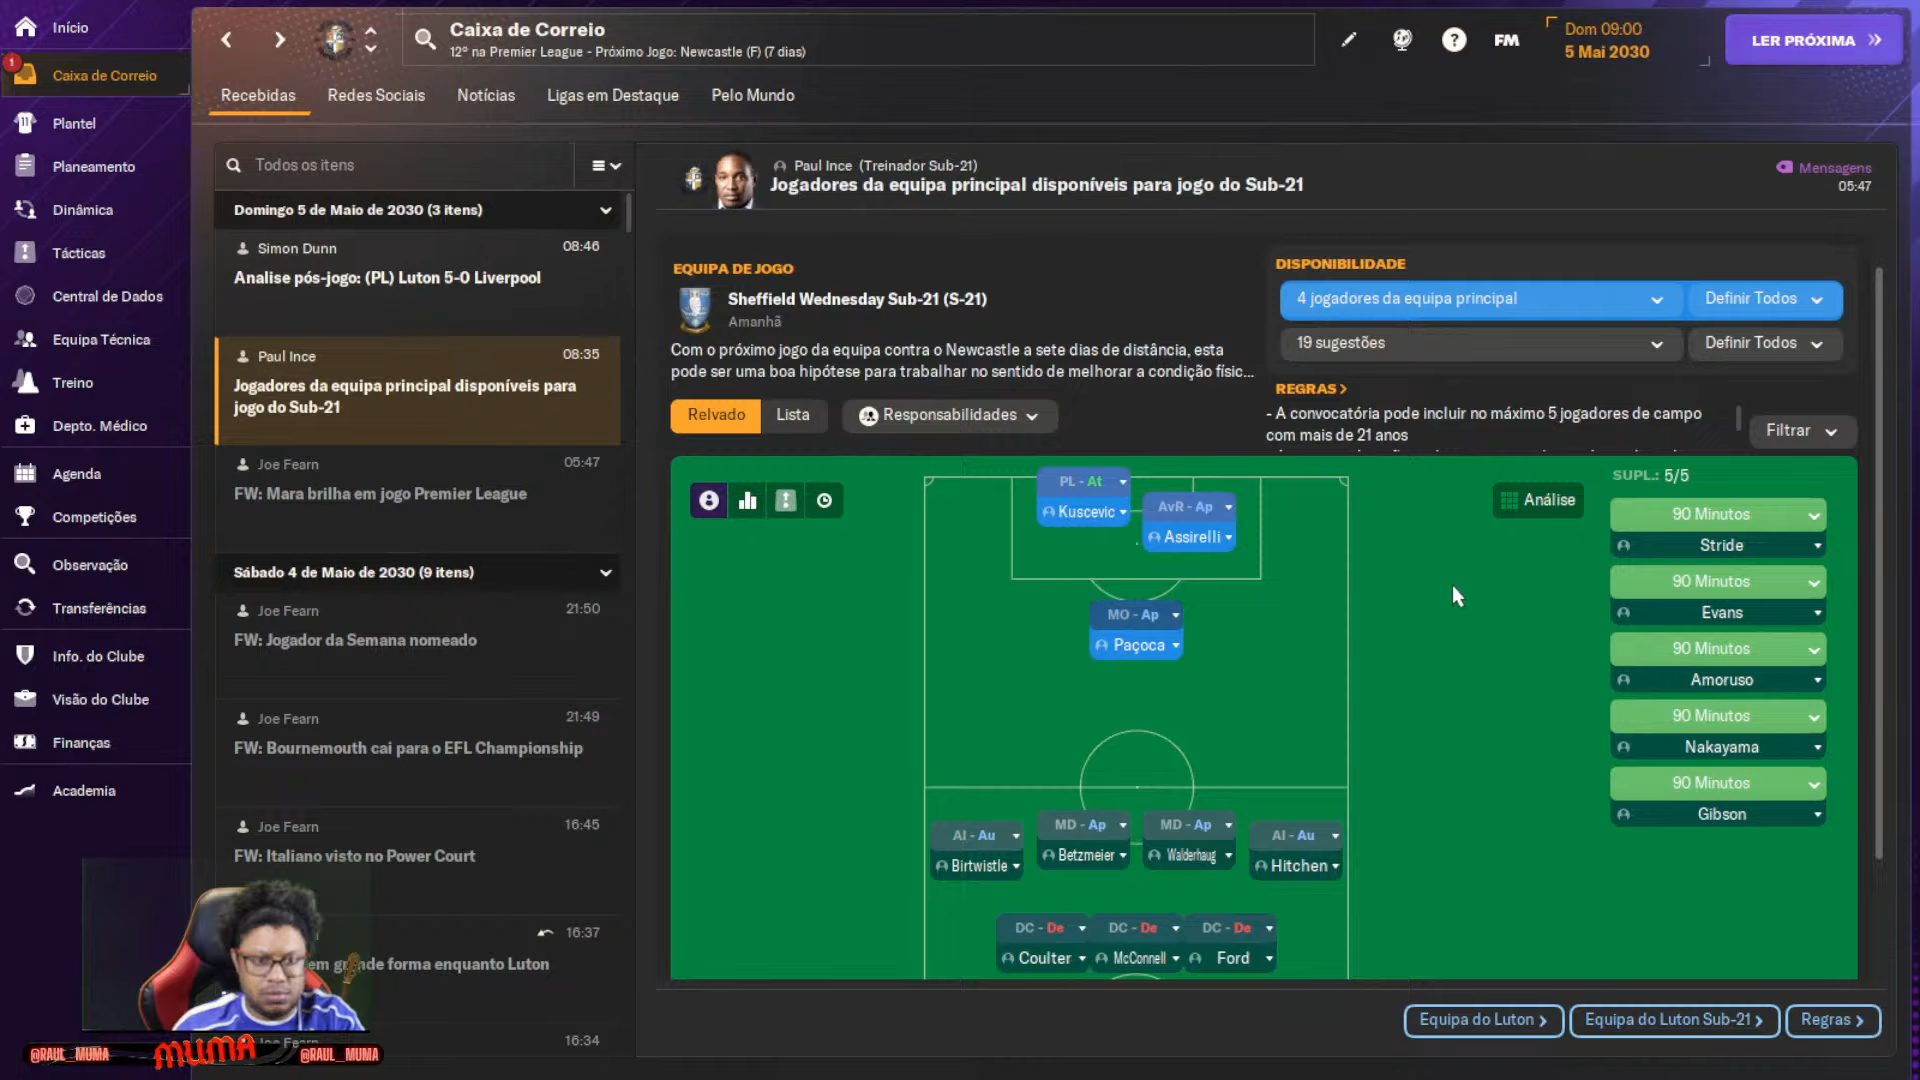 Início
1
Caixa de Correio
Plantel
Planeamento
Dinâmica
Tácticas
Central de Dados
Equipa Técnica
Treino
Depto. Médico
Agenda
Competições
Observação
Transferências
Info. do Clube
Visão do Clube
Finanças
Academia
Caixa de Correio
12º na Premier League - Próximo Jogo: Newcastle (F) (7 dias)
FM
Dom 09:00
5 Mai 2030
LER PRÓXIMA
Recebidas
Redes Sociais
Notícias
Ligas em Destaque
Pelo Mundo
Todos os itens
Domingo 5 de Maio de 2030 (3 itens)
Simon Dunn 08:46
Analise pós-jogo: (PL) Luton 5-0 Liverpool
Paul Ince 08:35
Jogadores da equipa principal disponíveis para
jogo do Sub-21
Joe Fearn 05:47
FW: Mara brilha em jogo Premier League
Sábado 4 de Maio de 2030 (9 itens)
Joe Fearn 21:50
FW: Jogador da Semana nomeado
Joe Fearn 21:49
FW: Bournemouth cai para o EFL Championship
Joe Fearn 16:45
FW: Italiano visto no Power Court
16:37
forma enquanto Luton
16:34
Paul Ince (Treinador Sub-21)
Jogadores da equipa principal disponíveis para jogo do Sub-21
Mensagens
05:47
EQUIPA DE JOGO
Sheffield Wednesday Sub-21 (S-21)
Amanhã
Com o próximo jogo da equipa contra o Newcastle a sete dias de distância, esta
pode ser uma boa hipótese para trabalhar no sentido de melhorar a condição físic...
Relvado
Lista
Responsabilidades
DISPONIBILIDADE
4 jogadores da equipa principal
Definir Todos
19 sugestões
Definir Todos
REGRAS >
- A convocatória pode incluir no máximo 5 jogadores de campo
com mais de 21 anos
Filtrar
Análise
PL - At
Kuscevic
AvR - Ap
Assirelli
MO - Ap
Paçoca
AI - Au
Birtwistle
MD - Ap
Betzmeier
MD - Ap
Walderhaug
AI - Au
Hitchen
DC - De
Coulter
DC - De
McConnell
DC - De
Ford
SUPL.: 5/5
90 Minutos
Stride
90 Minutos
Evans
90 Minutos
Amoruso
90 Minutos
Nakayama
90 Minutos
Gibson
Equipa do Luton >
Equipa do Luton Sub-21 >
Regras >
@RAUL_MUMA
MUMA
@RAUL_MUMA